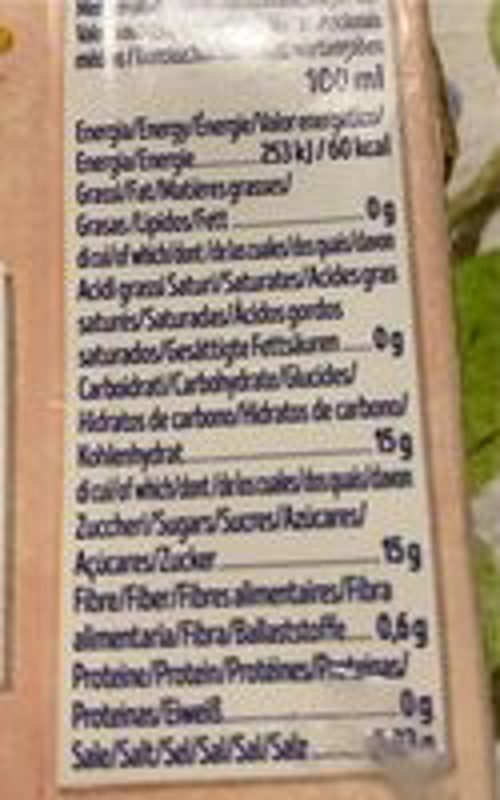 100 ml
Energia/Energy/Énergie/Valor energético/
Energia/Energie 253 kJ / 60 kcal
Grassi/Fat/Matières grasses/
Grasas/Lípidos/Fett 0 g
di cui/of which/dont/de las cuales/dos quais/davon
Acidi grassi Saturi/Saturates/Acides gras
saturés/Saturadas/Ácidos gordos
saturados/Gesättigte Fettsäuren 0 g
Carboidrati/Carbohydrate/Glucides/
Hidratos de carbono/Hidratos de carbono/
Kohlenhydrat 15 g
di cui/of which/dont/de los cuales/dos quais/davon
Zuccheri/Sugars/Sucres/Azúcares/
Açúcares/Zucker 15 g
Fibre/Fiber/Fibres alimentaires/Fibra
alimentaria/Fibra/Ballaststoffe 0,6 g
Proteine/Protein/Protéines/Proteínas/
Proteínas/Eiweiß 0 g
Sale/Salt/Sel/Sal/Sal/Salz